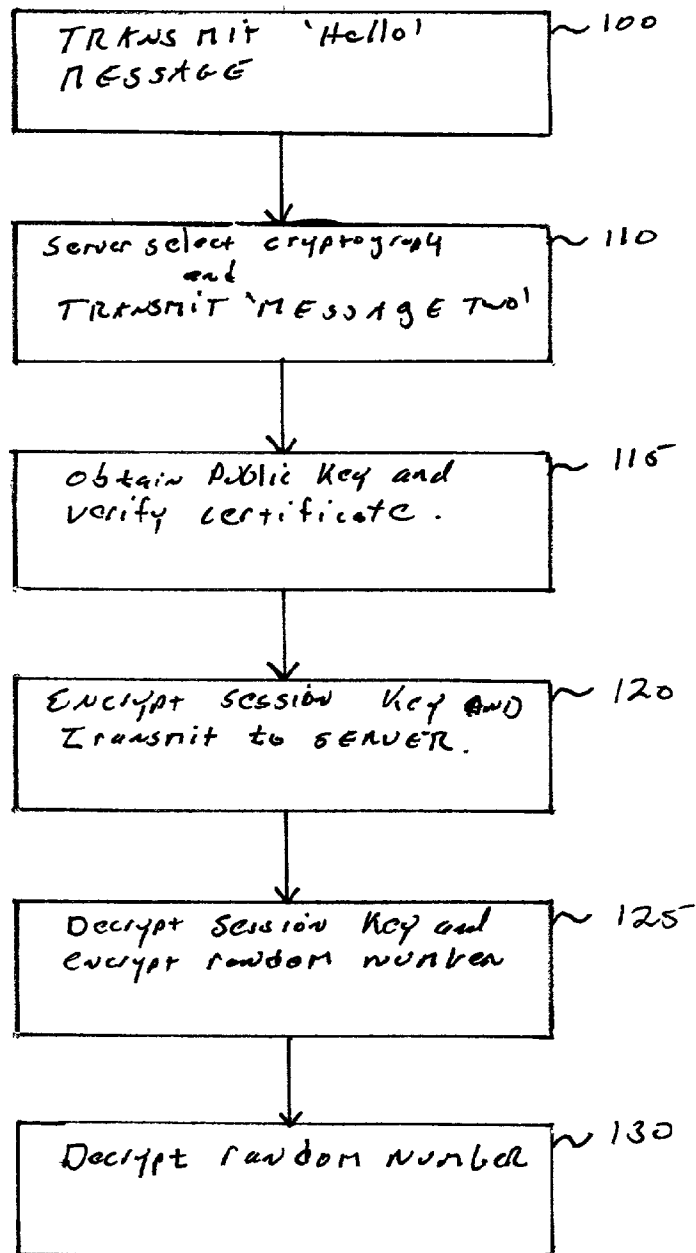 TRANSMIT 'Hello'
MESSAGE
100
Server select cryptography
and
TRANSMIT 'MESSAGE TWO'
110
Obtain Public Key and
verify certificate.
115
Encrypt session key AND
Transmit to SERVER.
120
Decrypt Session Key and
encrypt random number
125
Decrypt random number
130